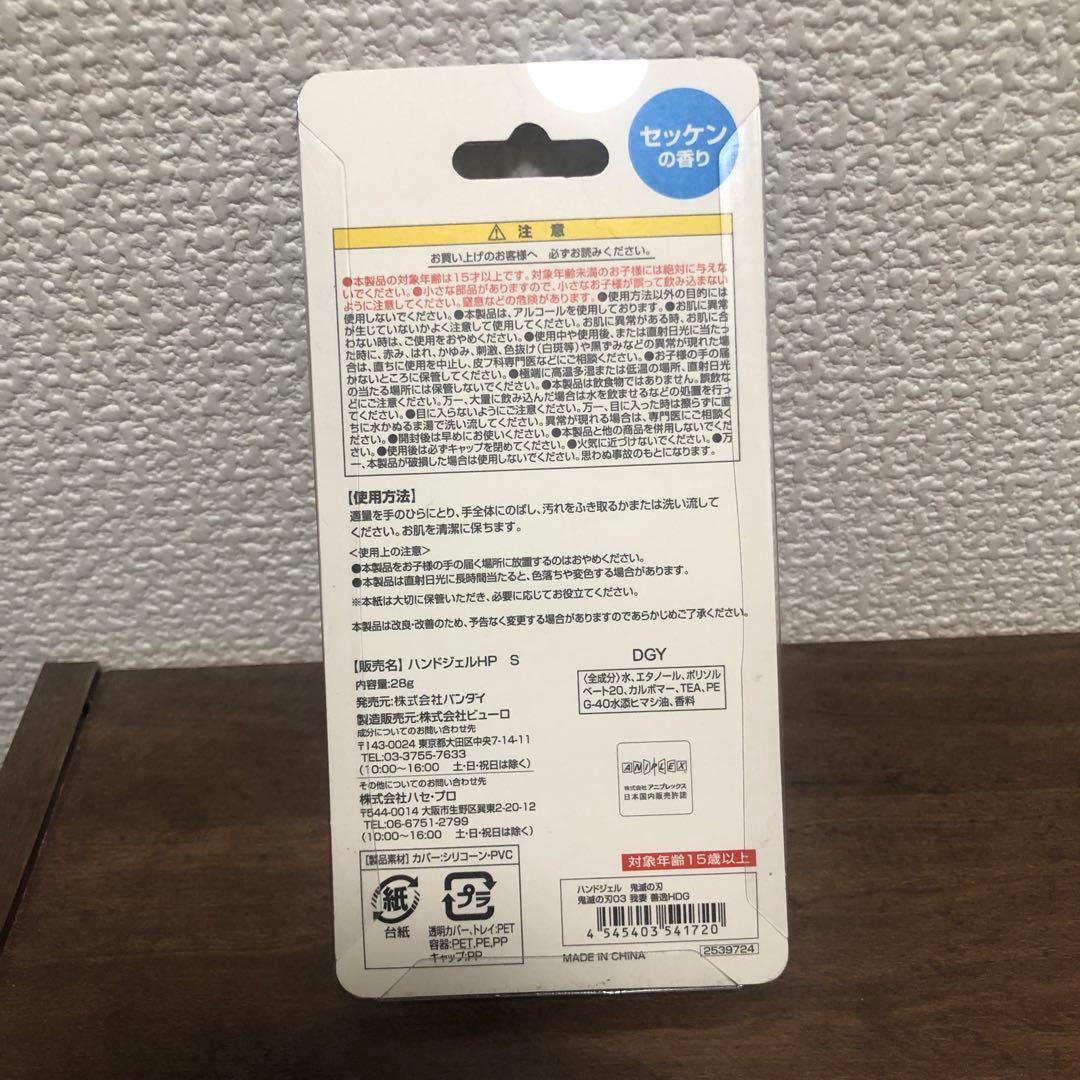 セッケン
の香り
⚠ 注 意
お買い上げのお客様へ 必ずお読みください。
●本製品の対象年齢は15才以上です。対象年齢未満のお子様には絶対に与えな
いでください。●小さな部品がありますので、小さなお子様が誤って飲み込まない
ように注意してください。窒息などの危険があります。●使用方法以外の目的には
使用しないでください。●本製品は、アルコールを使用しております。●お肌に異常
が生じていないかよく注意して使用してください。お肌に異常がある時、お肌に合
わない時は、ご使用をおやめください。●使用中や使用後、または直射日光に当たっ
た時に、赤み、はれ、かゆみ、刺激、色抜け(白斑等)や黒ずみなどの異常が現れた場
合は、直ちに使用を中止し、皮フ科専門医などにご相談ください。●お子様の手の届
かないところに保管してください。●極端に高温多湿または低温の場所、直射日光
の当たる場所には保管しないでください。●本製品は飲食物ではありません。誤飲な
どにご注意ください。万一、大量に飲み込んだ場合は水を飲ませるなどの処置を行っ
てください。●目に入らないようにご注意ください。万一、目に入った時は擦らずに直
ちに水かぬるま湯で洗い流してください。異常が現れる場合は、専門医にご相談く
ださい。●開封後は早めにお使いください。●本製品と他の商品を併用しないでくだ
さい。●使用後は必ずキャップを閉めてください。●火気に近づけないでください。●万
一、本製品が破損した場合は使用しないでください。思わぬ事故のもとになります。
【使用方法】
適量を手のひらにとり、手全体にのばし、汚れをふき取るかまたは洗い流して
ください。お肌を清潔に保ちます。
<使用上の注意>
●本製品をお子様の手の届く場所に放置するのはおやめください。
●本製品は直射日光に長時間当たると、色落ちや変色する場合があります。
※本紙は大切に保管いただき、必要に応じてお役立てください。
本製品は改良・改善のため、予告なく変更する場合がありますのであらかじめご了承ください。
【販売名】ハンドジェルHP S
内容量:28g
発売元:株式会社バンダイ
製造販売元:株式会社ピューロ
成分についてのお問い合わせ先
〒143-0024 東京都大田区中央7-14-11
TEL:03-3755-7633
(10:00～16:00 土・日・祝日は除く)
その他についてのお問い合わせ先
株式会社ハセ・プロ
〒544-0014 大阪市生野区巽東2-20-12
TEL:06-6751-2799
(10:00～16:00 土・日・祝日は除く)
DGY
〈全成分〉水、エタノール、ポリソル
ベート20、カルボマー、TEA、PE
G-40水添ヒマシ油、香料
ANIPLEX
株式会社 アニプレックス
日本国内販売許諾
【製品素材】カバー:シリコーン・PVC
紙
台紙
プラ
透明カバー、トレイ:PET
容器:PET,PE,PP
キャップ:PP
対象年齢15歳以上
ハンドジェル 鬼滅の刃
鬼滅の刃03 我妻 善逸HDG
4 545403 541720
MADE IN CHINA
2539724